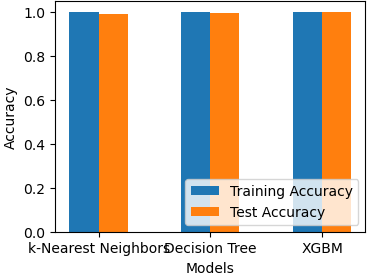 1.0
0.8
0.6
0.4
0.2
0.0
Accuracy
Training Accuracy
Test Accuracy
k-Nearest Neighbors Decision Tree XGBM
Models